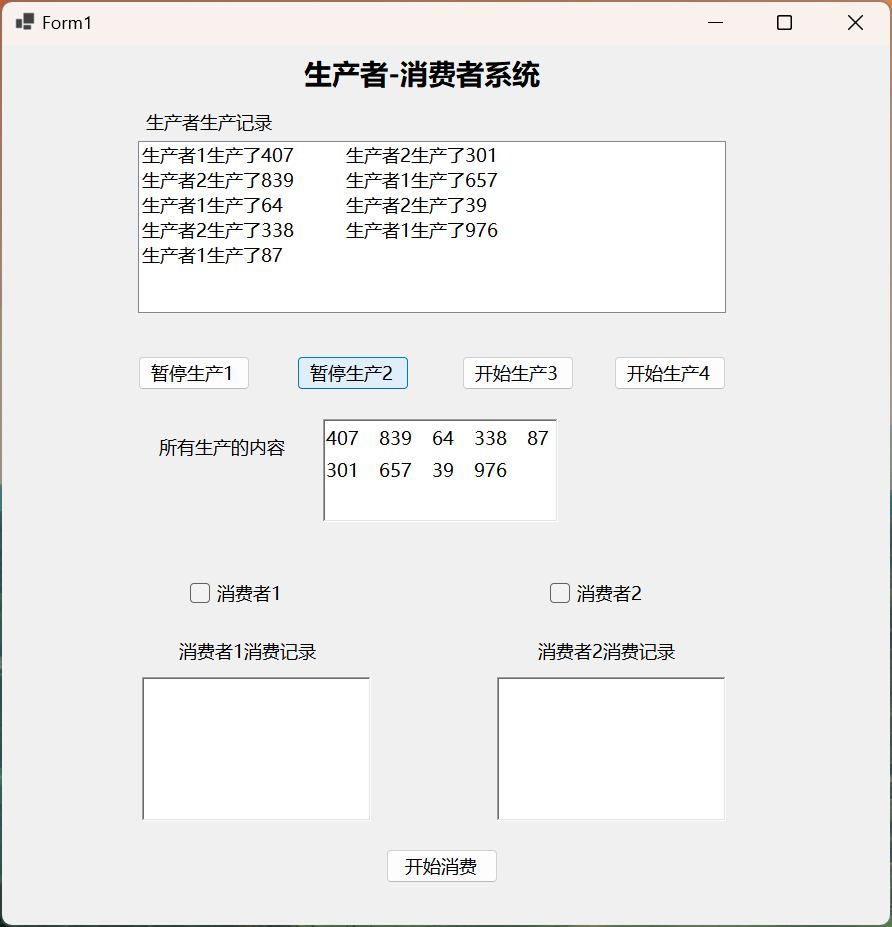 Form1
生产者-消费者系统
生产者生产记录
生产者1生产了407 生产者2生产了301
生产者2生产了839 生产者1生产了657
生产者1生产了64 生产者2生产了39
生产者2生产了338 生产者1生产了976
生产者1生产了87
暂停生产1 暂停生产2 开始生产3 开始生产4
所有生产的内容
407 839 64 338 87
301 657 39 976
消费者1 消费者2
消费者1消费记录 消费者2消费记录
开始消费